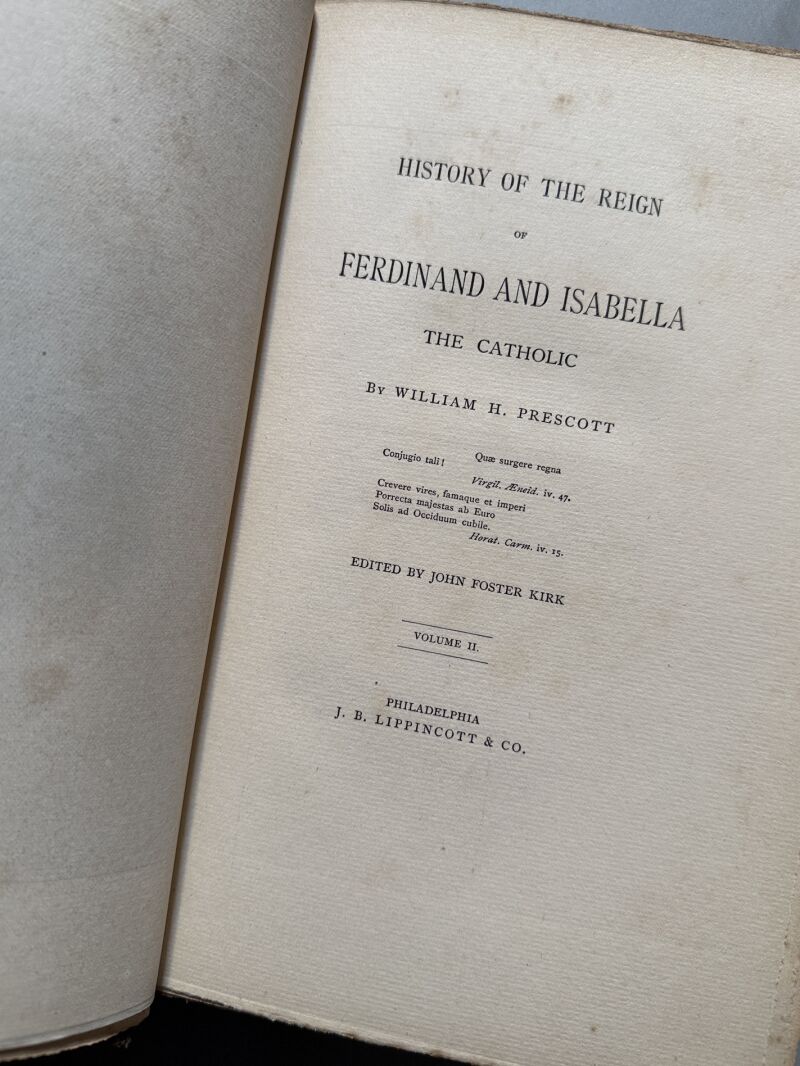 HISTORY OF THE REIGN
OF
FERDINAND AND ISABELLA
THE CATHOLIC
By WILLIAM H. PRESCOTT
Quæ surgere regna
Conjugio tali!
Virgil. Æneid. iv. 47.
Crevere vires, famaque et imperi
Porrecta majestas ab Euro
Solis ad Occiduum cubile.
Horat. Carm. iv. 15.
EDITED BY JOHN FOSTER KIRK
VOLUME II.
PHILADELPHIA
J. B. LIPPINCOTT & CO.